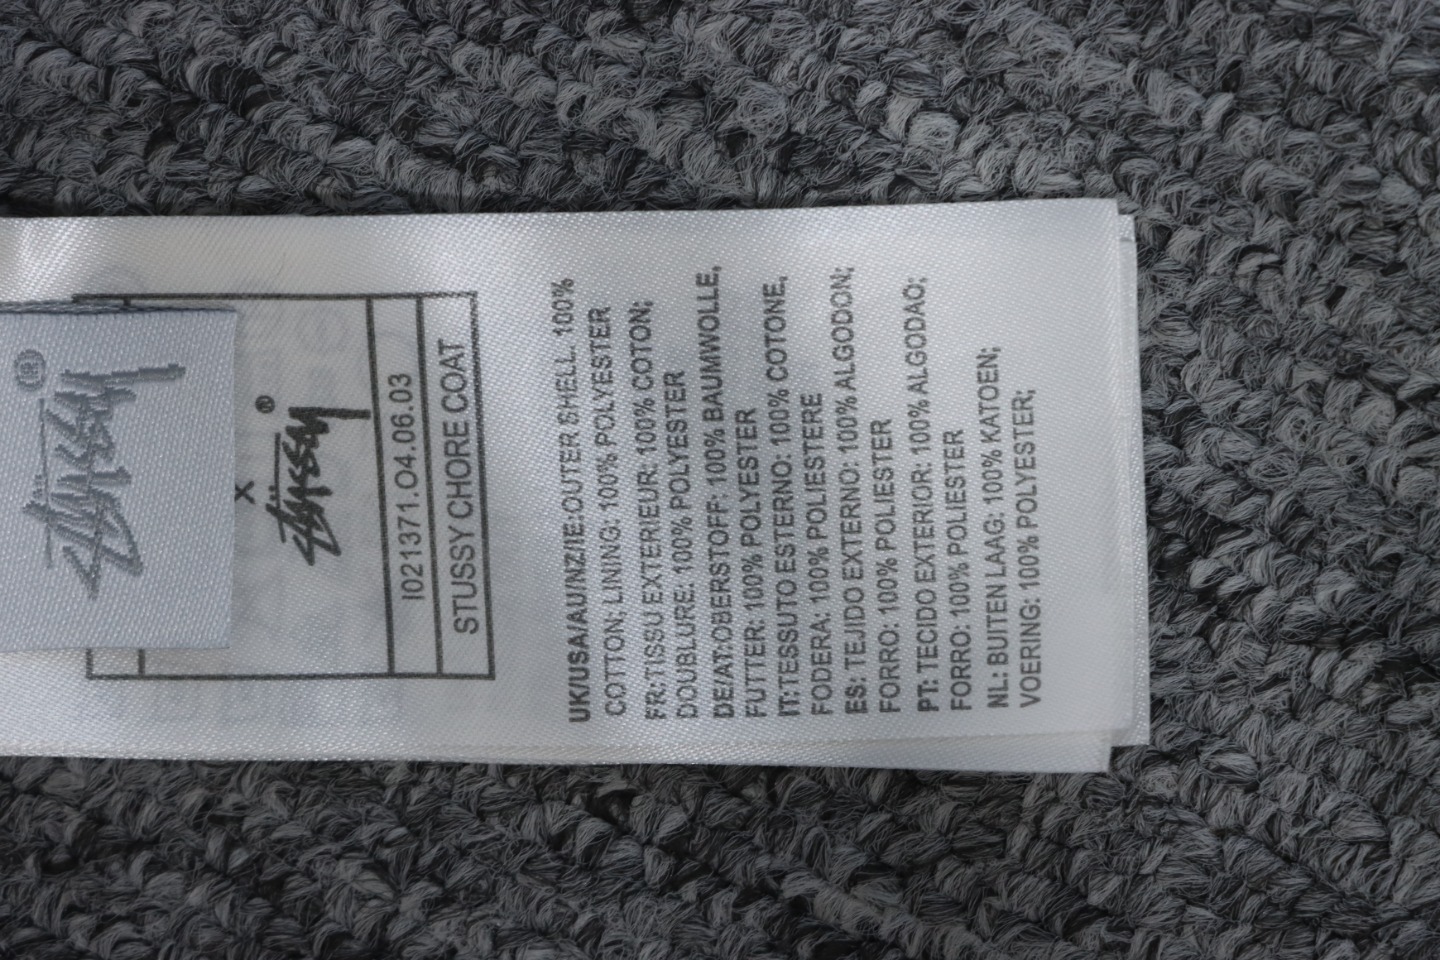 Stüssy ®
x
Stüssy ®
I021371.O4.06.03
STUSSY CHORE COAT
UK/USA/AUINZIIE:OUTER SHELL. 100%
COTTON; LINING: 100% POLYESTER
FR:TISSU EXTERIEUR: 100% COTON;
DOUBLURE: 100% POLYESTER
DE/AT:OBERSTOFF: 100% BAUMWOLLE,
FUTTER: 100% POLYESTER
IT:TESSUTO ESTERNO: 100% COTONE,
FODERA: 100% POLIESTERE
ES: TEJIDO EXTERNO: 100% ALGODON;
FORRO: 100% POLIESTER
PT: TECIDO EXTERIOR: 100% ALGODAO;
FORRO: 100% POLIESTER
NL: BUITEN LAAG: 100% KATOEN;
VOERING: 100% POLYESTER;